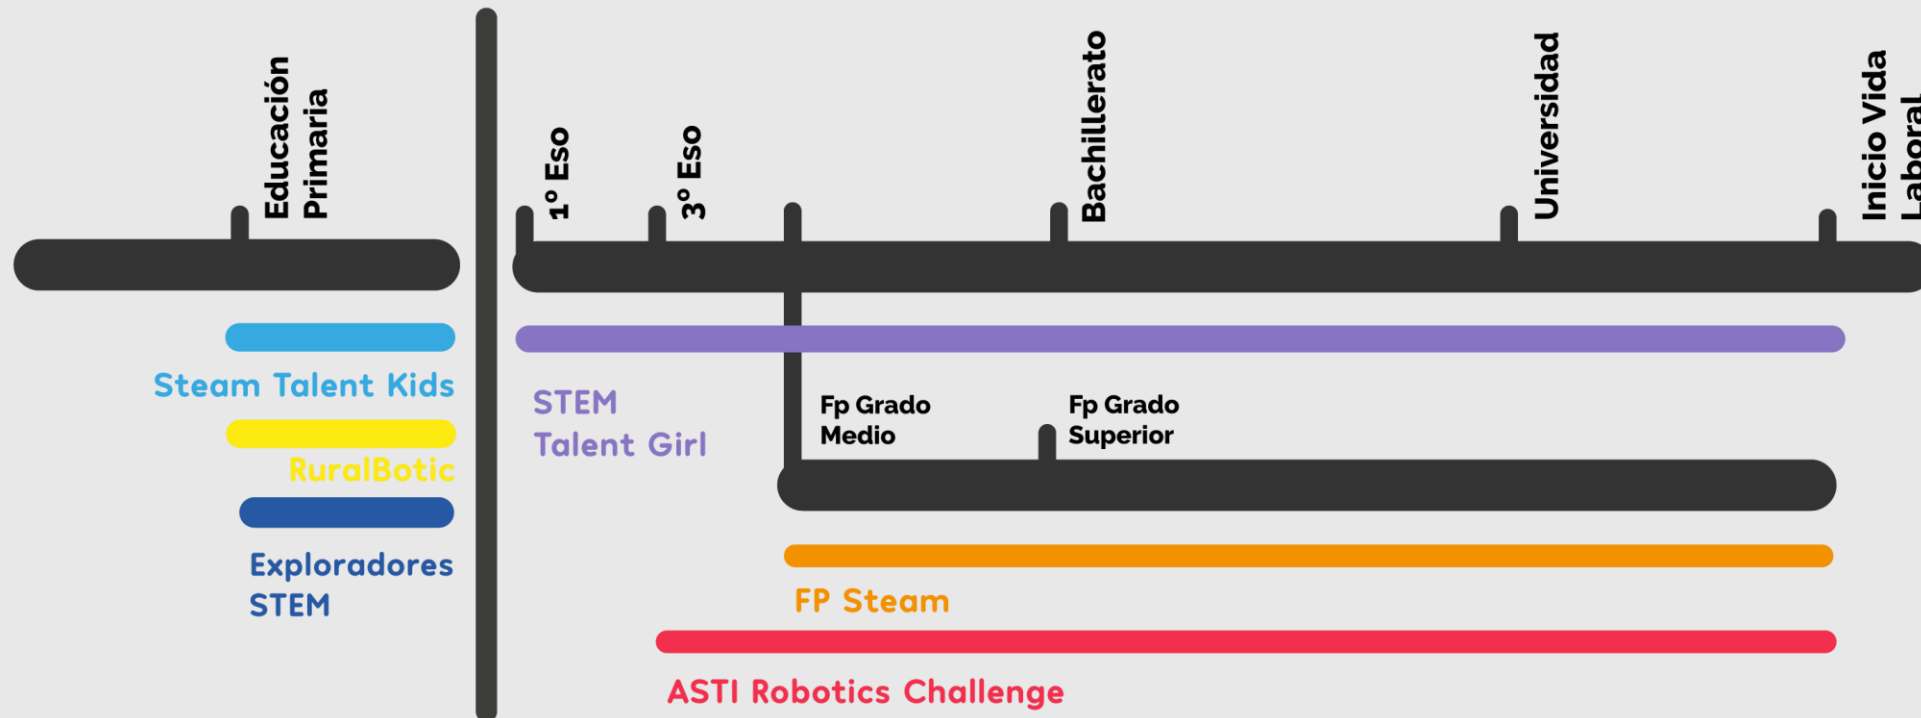 Educación
Primaria
1º Eso
3º Eso
Bachillerato
Universidad
Inicio Vida
Laboral
Steam Talent Kids
RuralBotic
Exploradores
STEM
STEM
Talent Girl
Fp Grado
Medio
Fp Grado
Superior
FP Steam
ASTI Robotics Challenge